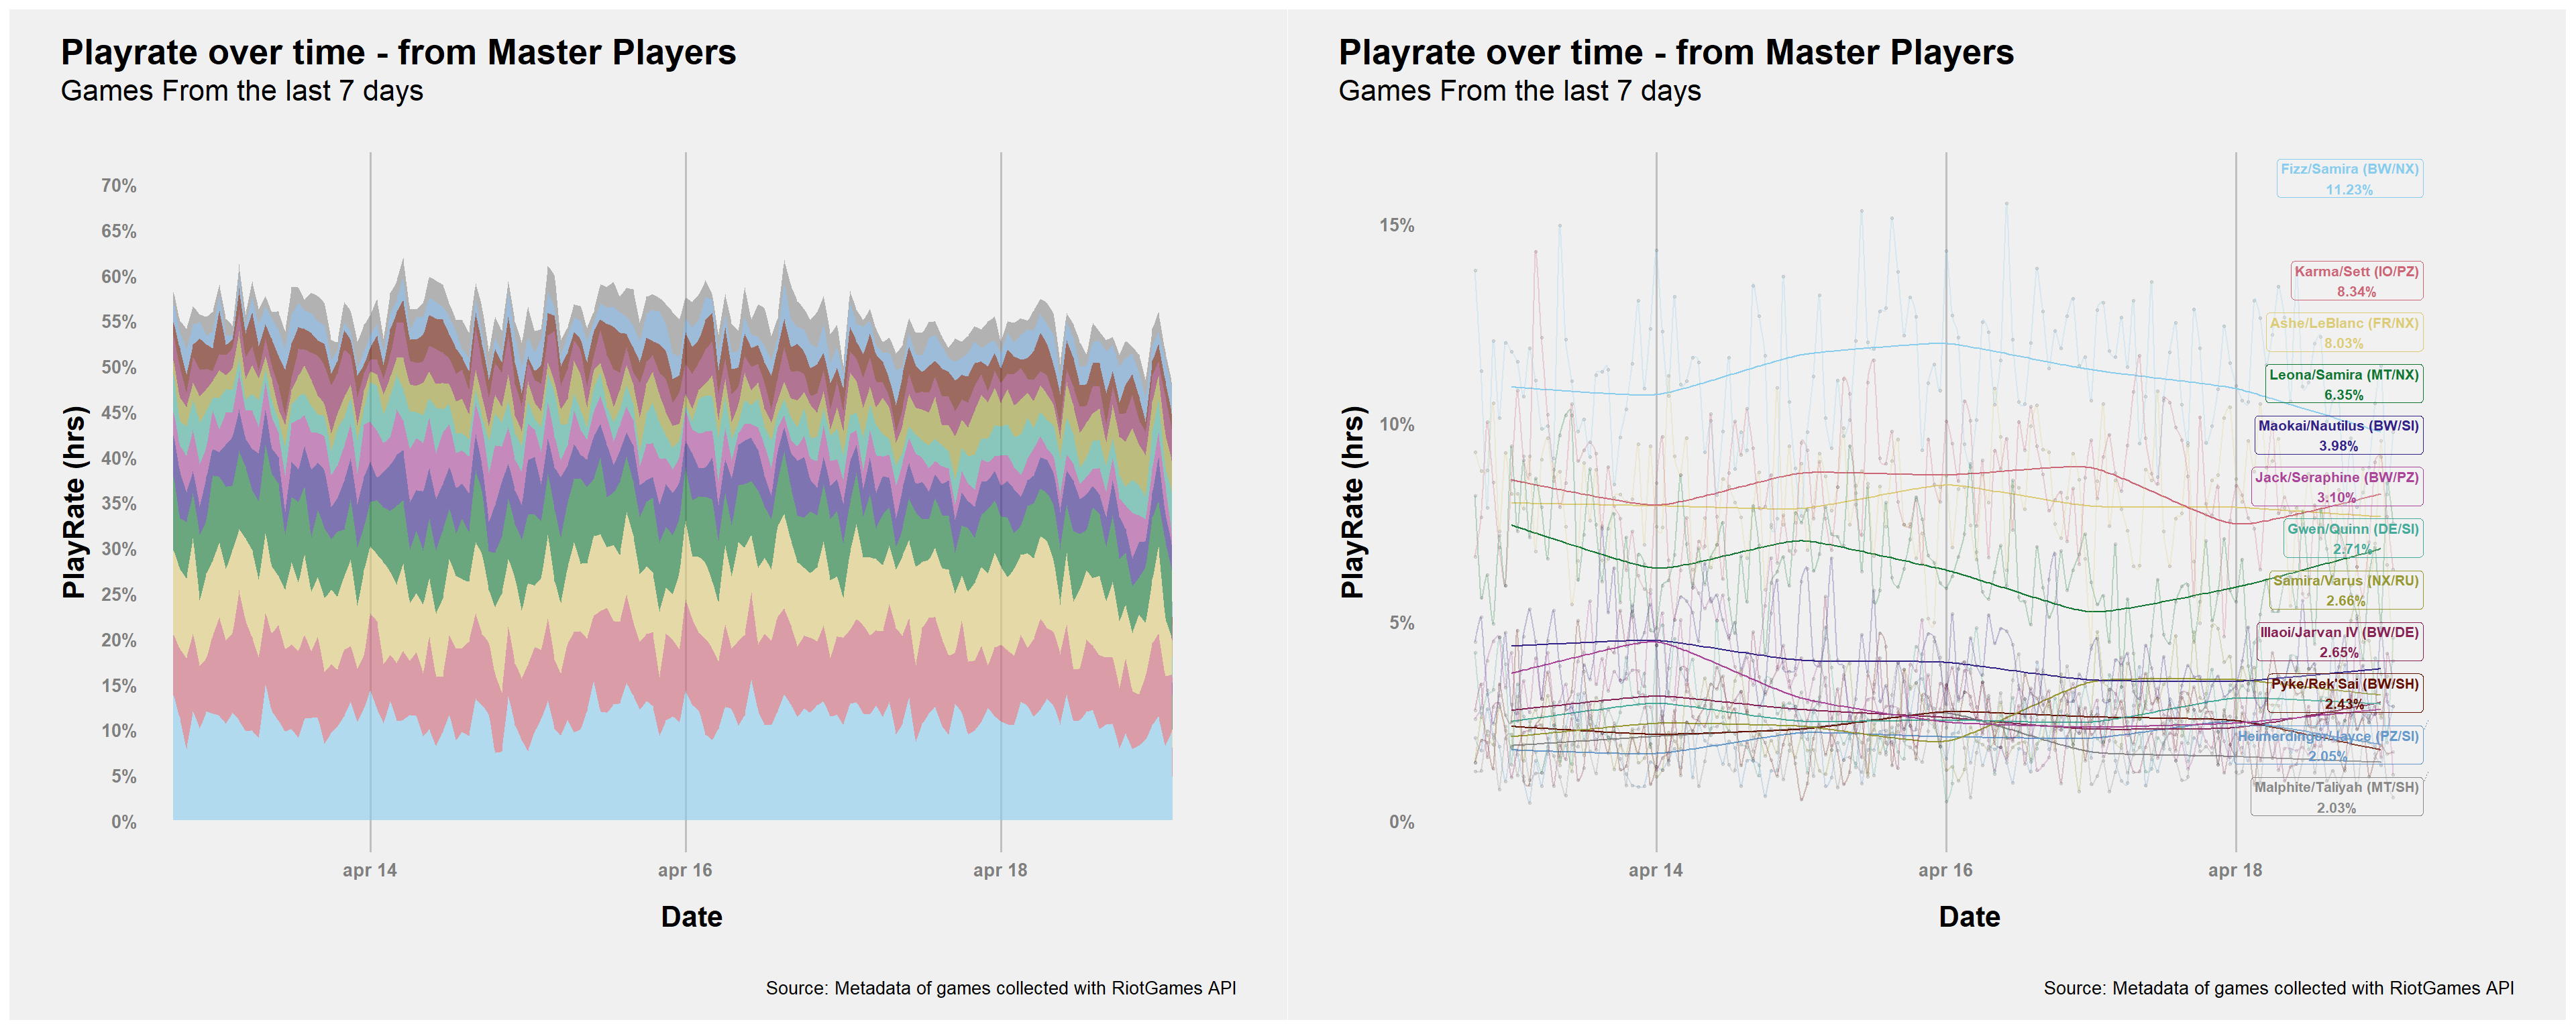 Playrate over time - from Master Players
Games From the last 7 days
70%
65%
60%
55%
50%
45%
40%
35%
30%
25%
20%
15%
10%
5%
0%
PlayRate (hrs)
apr 14
apr 16
apr 18
Date
Source: Metadata of games collected with RiotGames API
Playrate over time - from Master Players
Games From the last 7 days
15%
10%
5%
0%
PlayRate (hrs)
Fizz/Samira (BW/NX)
11.23%
Karma/Sett (IO/PZ)
8.34%
Ashe/LeBlanc (FR/NX)
8.03%
Leona/Samira (MT/NX)
6.35%
Maokai/Nautilus (BW/SI)
3.98%
Jack/Seraphine (BW/PZ)
3.10%
Gwen/Quinn (DE/SI)
2.71%
Samira/Varus (NX/RU)
2.66%
Illaoi/Jarvan IV (BW/DE)
2.65%
Pyke/Rek'Sai (BW/SH)
2.43%
Heimerdinger/Jayce (PZ/SI)
2.05%
Malphite/Taliyah (MT/SH)
2.03%
apr 14
apr 16
apr 18
Date
Source: Metadata of games collected with RiotGames API